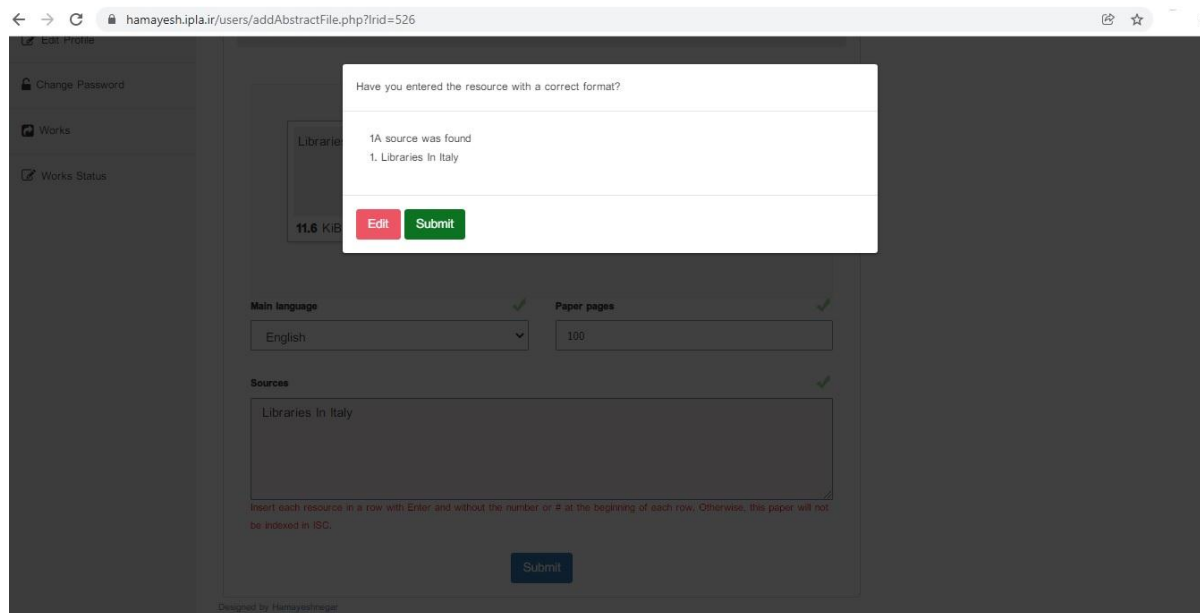 hamayesh.ipla.ir/users/addAbstractFile.php?lrid=526
Edit Profile
Change Password
Works
Works Status
Have you entered the resource with a correct format?
1A source was found
1. Libraries In Italy
Edit
Submit
Librarie
11.6 KiB
Main language
Paper pages
English
100
Sources
Libraries In Italy
Insert each resource in a row with Enter and without the number or # at the beginning of each row, Otherwise, this paper will not
be indexed in ISC.
Submit
Designed by Hamayeshnegar